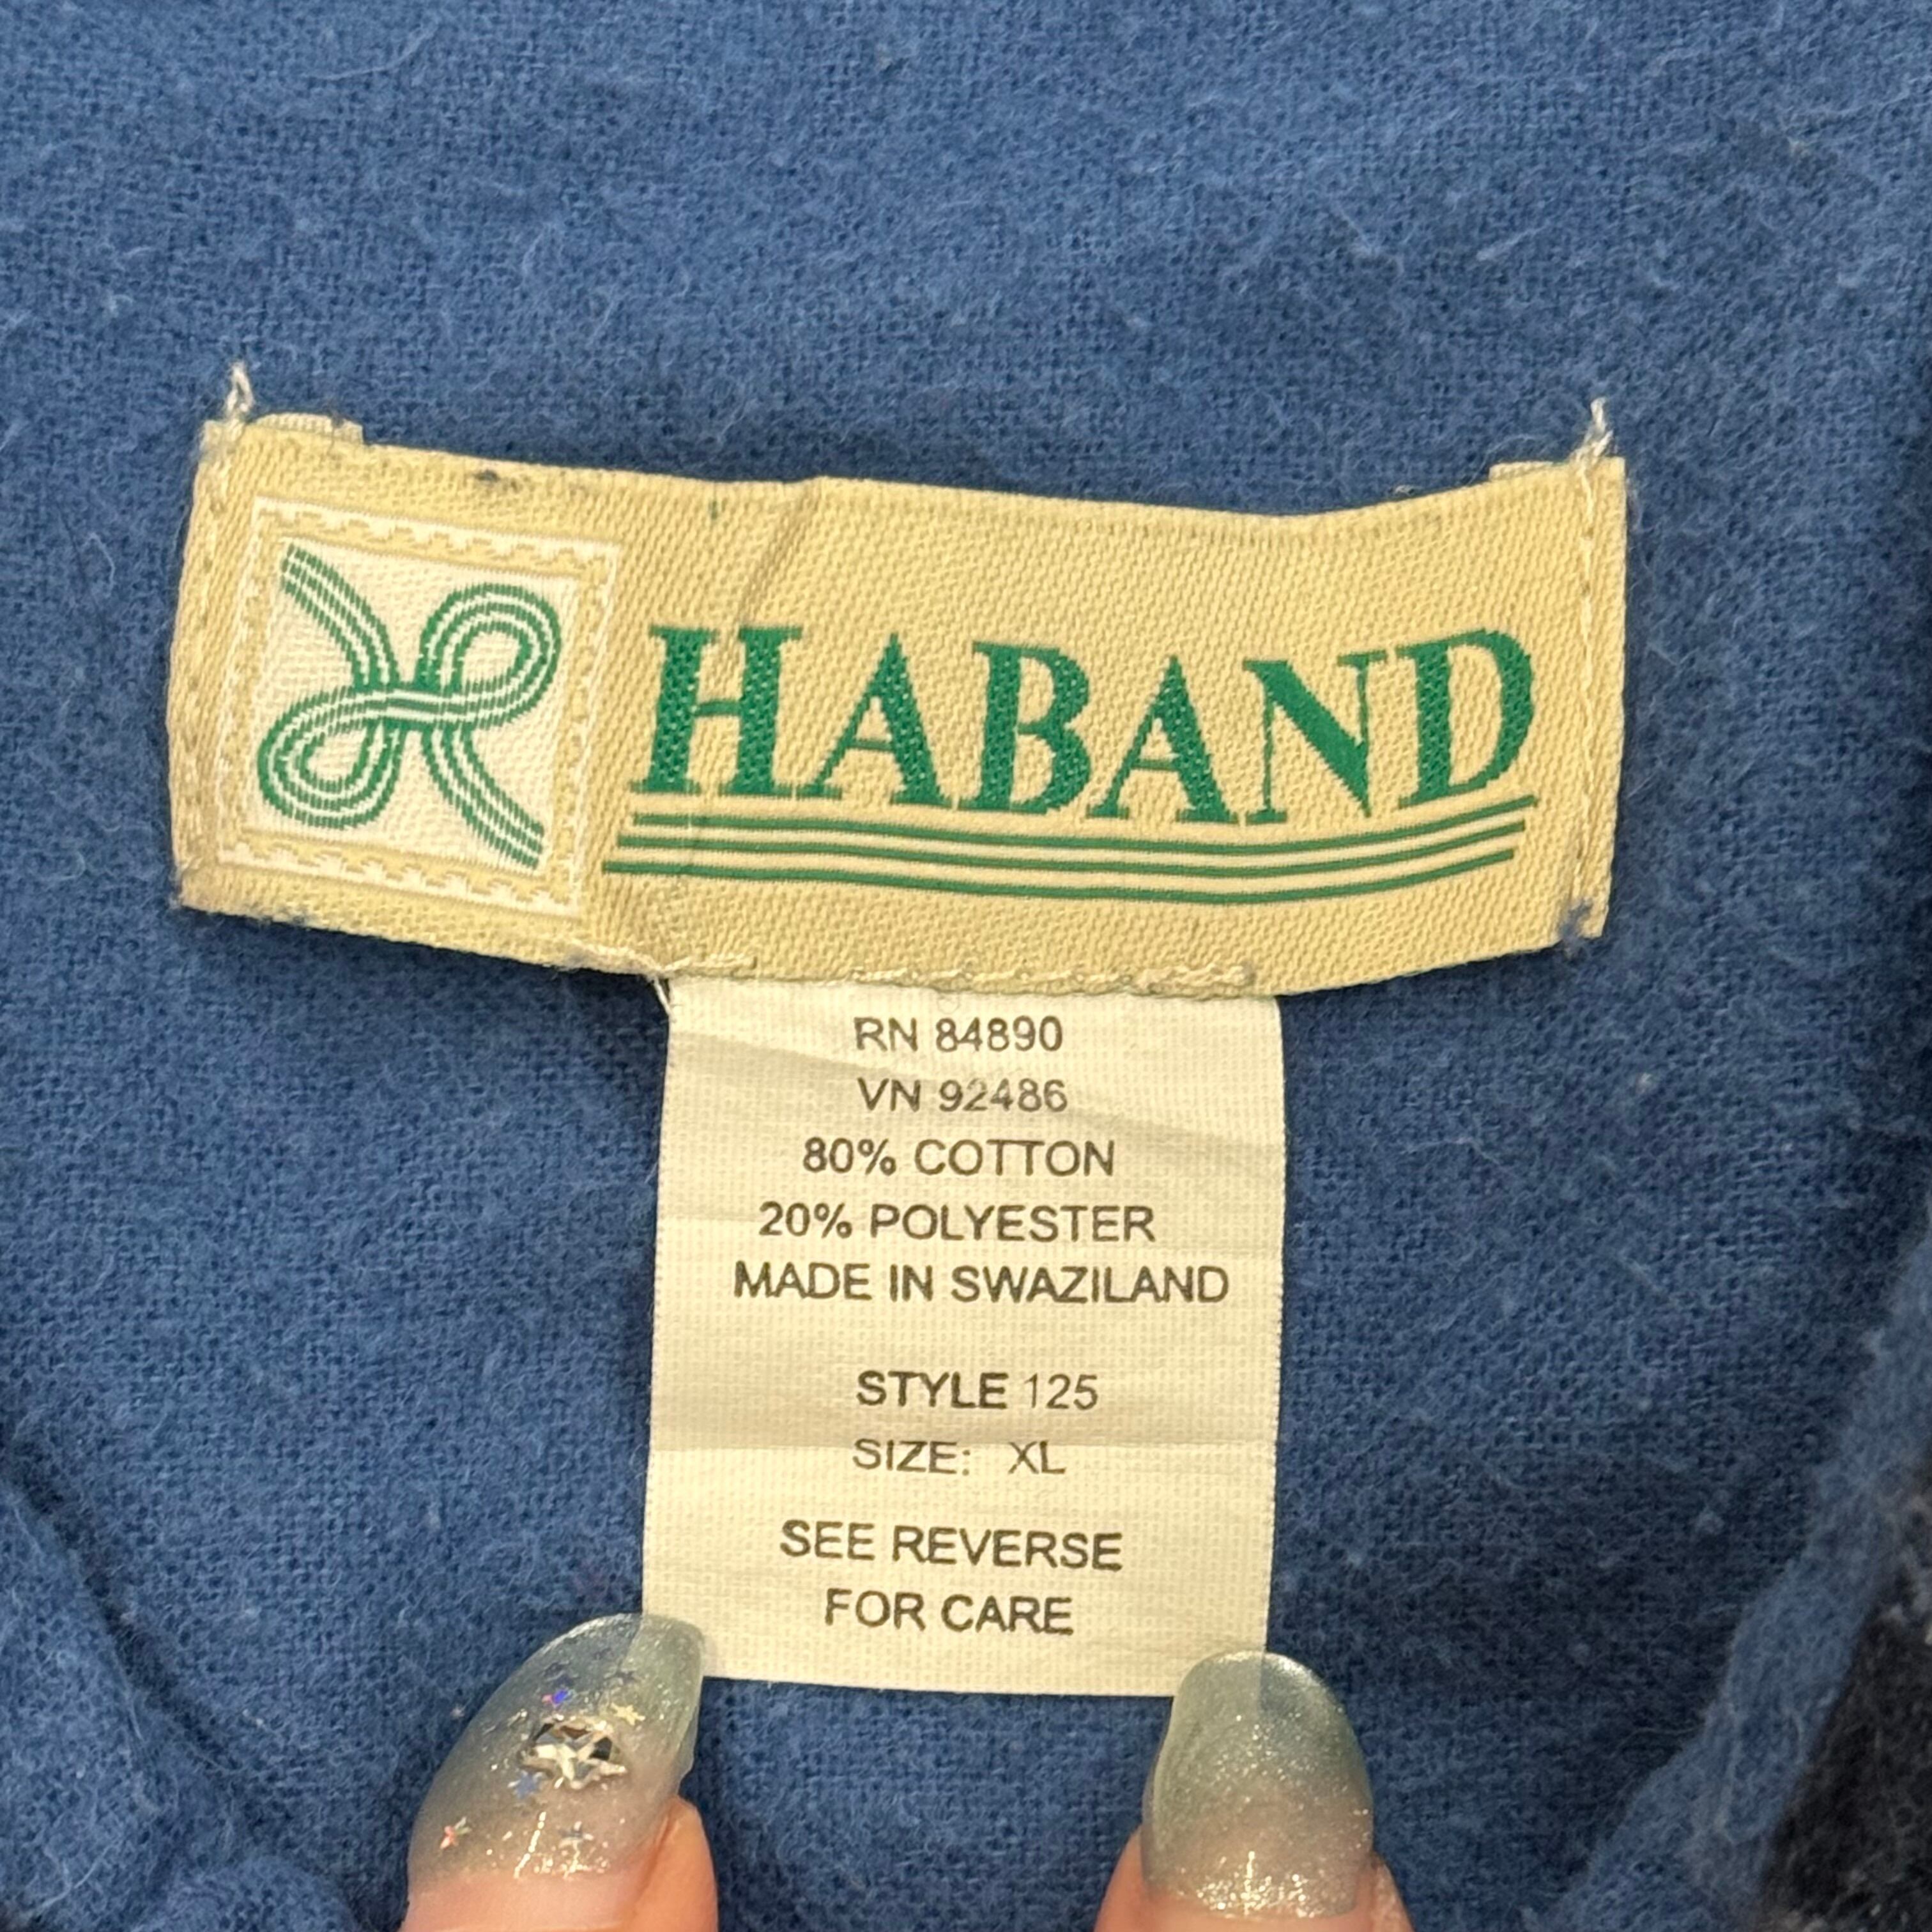 HABAND
RN 84890
VN 92486
80% COTTON
20% POLYESTER
MADE IN SWAZILAND
STYLE 125
SIZE: XL
SEE REVERSE
FOR CARE